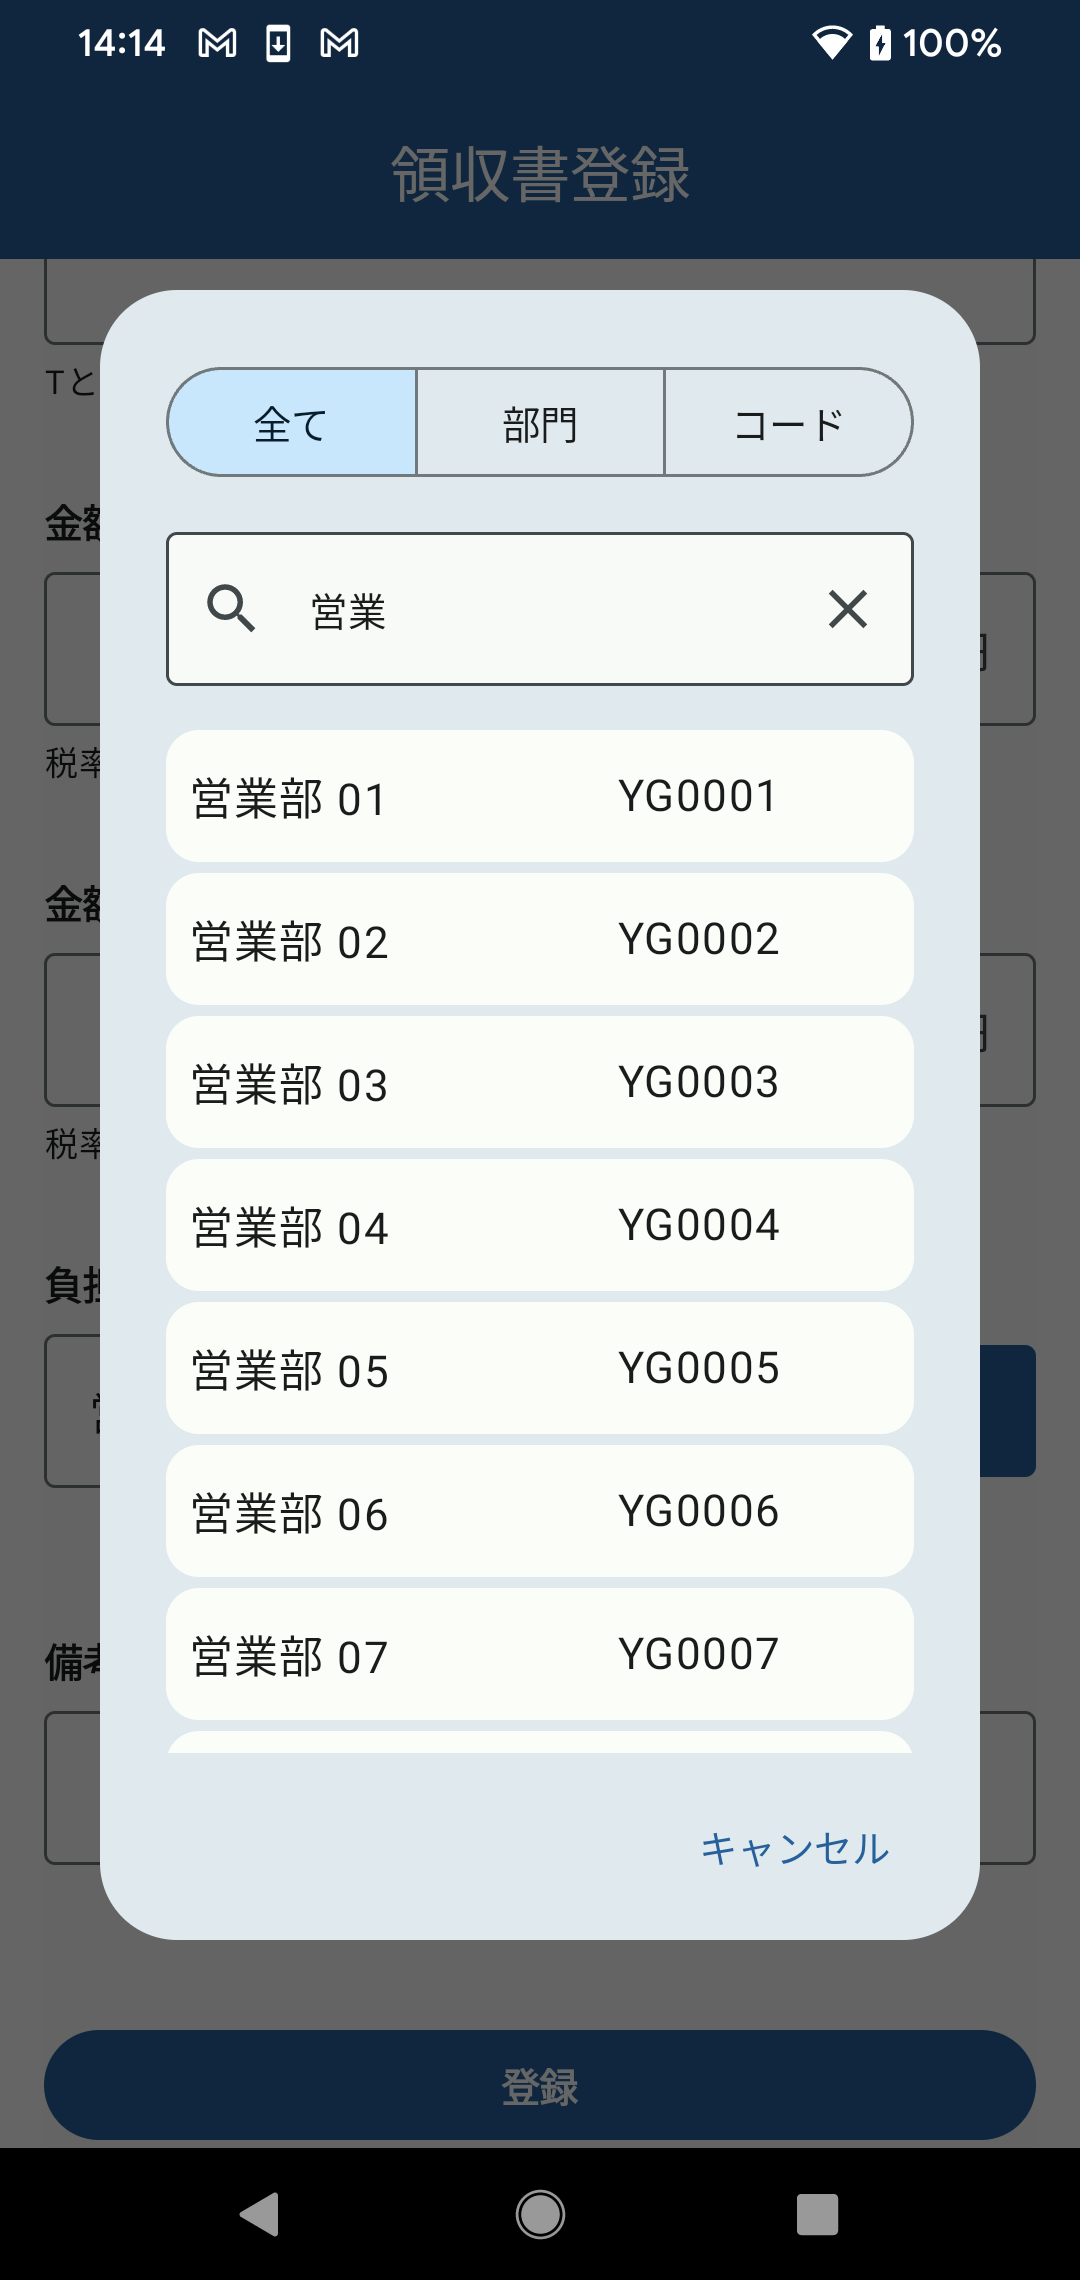 14:14 100%
領収書登録
Tと
全て 部門 コード
金額
営業
円
税率
営業部 01 YG0001
金額
営業部 02 YG0002
円
営業部 03 YG0003
税率
営業部 04 YG0004
負担
営業部 05 YG0005
営業部 06 YG0006
備考
営業部 07 YG0007
キャンセル
登録